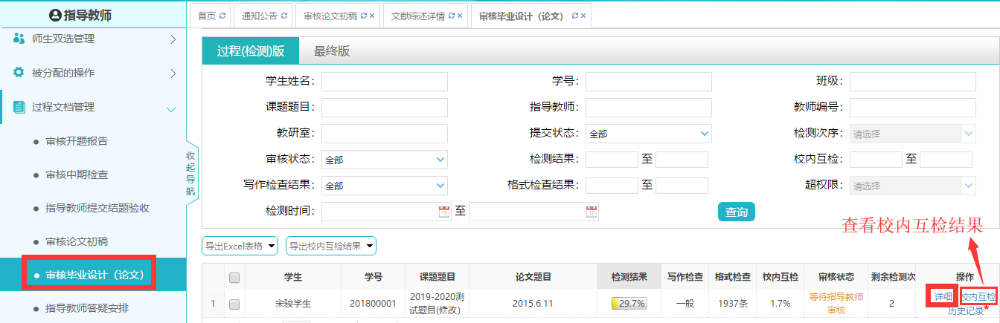 指导教师
首页
通知公告
审核论文初稿
文献综述详情
审核毕业设计（论文）
师生双选管理
被分配的操作
过程文档管理
审核开题报告
审核中期检查
指导教师提交结题验收
审核论文初稿
审核毕业设计（论文）
指导教师答疑安排
收起导航
过程(检测)版
最终版
学生姓名：
学号：
班级：
课题题目：
指导教师：
教师编号：
教研室：
提交状态： 全部
检测次序： 请选择
审核状态： 全部
检测结果： 至
校内互检： 至
写作检查结果： 全部
格式检查结果： 至
超权限： 请选择
检测时间： 至
查询
查看校内互检结果
导出Excel表格
导出校内互检结果
学生 学号 课题题目 论文题目 检测结果 写作检查 格式检查 校内互检 审核状态 剩余检测次 操作
1 宋骏学生 201800001 2019-2020测试题目(修改) 2015.6.11 29.7% 一般 1937条 1.7% 等待指导教师审核 2 详细 校内互检
历史记录*